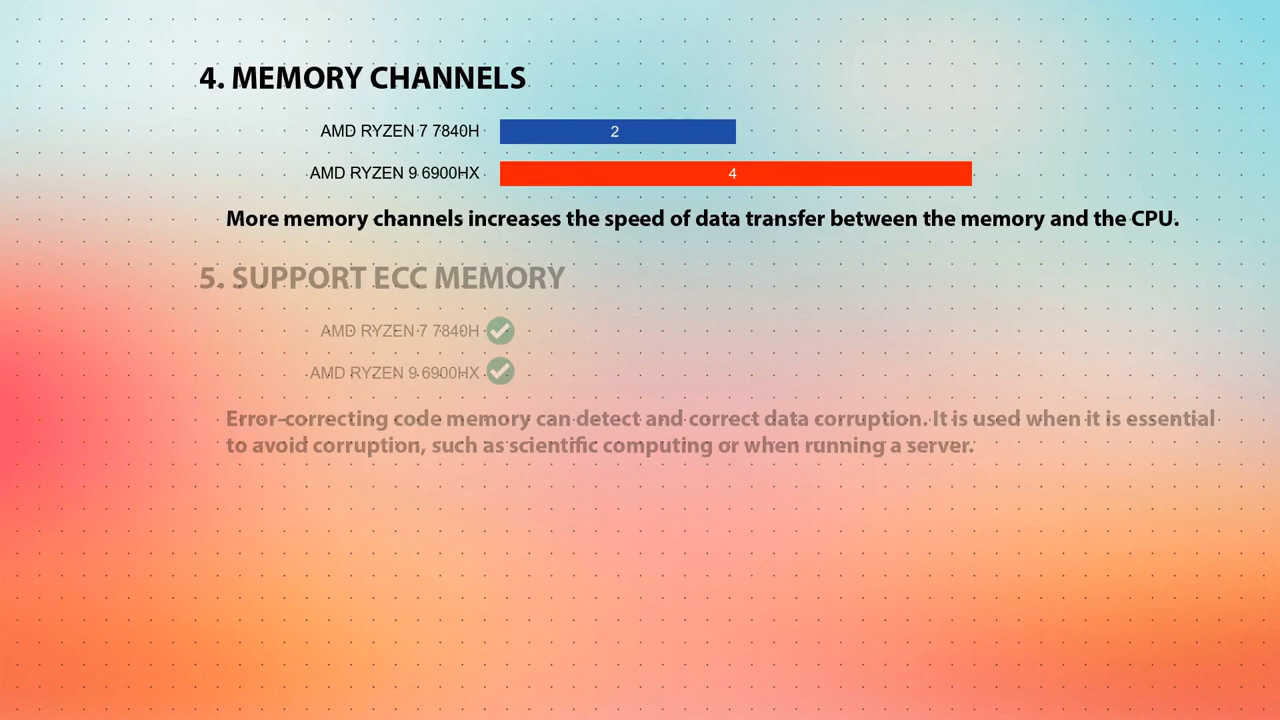 4. MEMORY CHANNELS
AMD RYZEN 7 7840H
2
AMD RYZEN 9 6900HX
4
More memory channels increases the speed of data transfer between the memory and the CPU.
5. SUPPORT ECC MEMORY
AMD RYZEN 7 7840H
AMD RYZEN 9 6900HX
Error-correcting code memory can detect and correct data corruption. It is used when it is essential
to avoid corruption, such as scientific computing or when running a server.